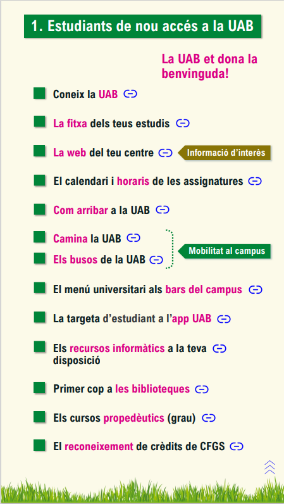 1. Estudiants de nou accés a la UAB
La UAB et dona la
benvinguda!
Coneix la UAB
La fitxa dels teus estudis
La web del teu centre
Informació d'interés
El calendari i horaris de les assignatures
Com arribar a la UAB
Camina la UAB
Els busos de la UAB
Mobilitat al campus
El menú universitari als bars del campus
La targeta d'estudiant a l'app UAB
Els recursos informàtics a la teva
disposició
Primer cop a les biblioteques
Els cursos propedèutics (grau)
El reconeixement de crèdits de CFGS